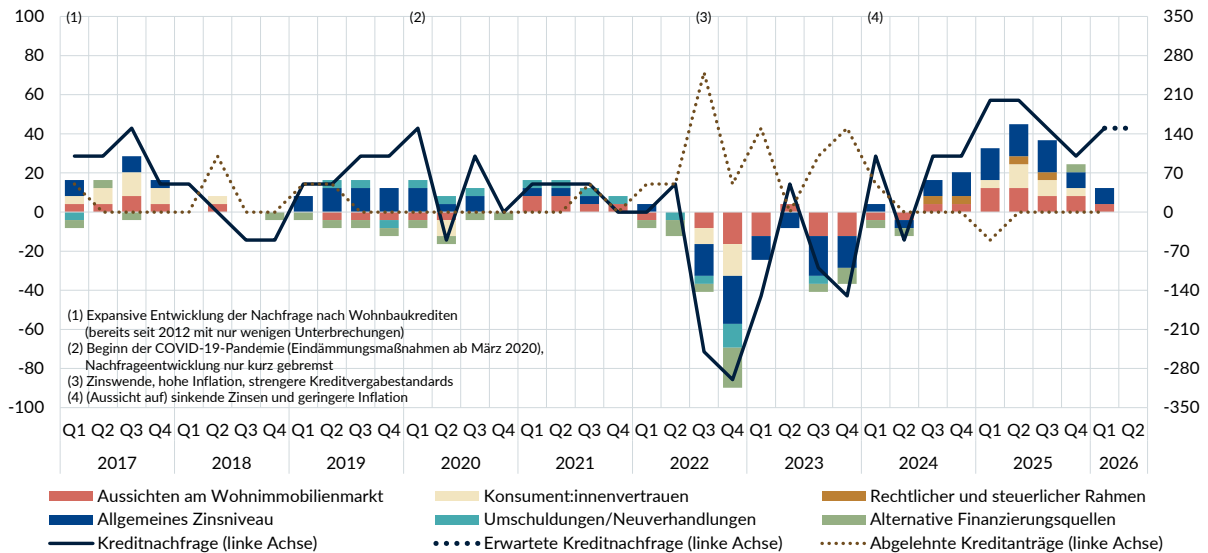 (1) (2) (3) (4)
100 350
80 280
60 210
40 140
20 70
0 0
-20 -70
-40 -140
-60 -210
-80 -280
-100 -350
(1) Expansive Entwicklung der Nachfrage nach Wohnbaukrediten
(bereits seit 2012 mit nur wenigen Unterbrechungen)
(2) Beginn der COVID-19-Pandemie (Eindämmungsmaßnahmen ab März 2020),
Nachfrageentwicklung nur kurz gebremst
(3) Zinswende, hohe Inflation, strengere Kreditvergabestandards
(4) (Aussicht auf) sinkende Zinsen und geringere Inflation
Q1 Q2 Q3 Q4 Q1 Q2 Q3 Q4 Q1 Q2 Q3 Q4 Q1 Q2 Q3 Q4 Q1 Q2 Q3 Q4 Q1 Q2 Q3 Q4 Q1 Q2 Q3 Q4 Q1 Q2 Q3 Q4 Q1 Q2 Q3 Q4 Q1 Q2
2017 2018 2019 2020 2021 2022 2023 2024 2025 2026
Aussichten am Wohnimmobilienmarkt Konsument:innenvertrauen Rechtlicher und steuerlicher Rahmen
Allgemeines Zinsniveau Umschuldungen/Neuverhandlungen Alternative Finanzierungsquellen
Kreditnachfrage (linke Achse) Erwartete Kreditnachfrage (linke Achse) Abgelehnte Kreditanträge (linke Achse)